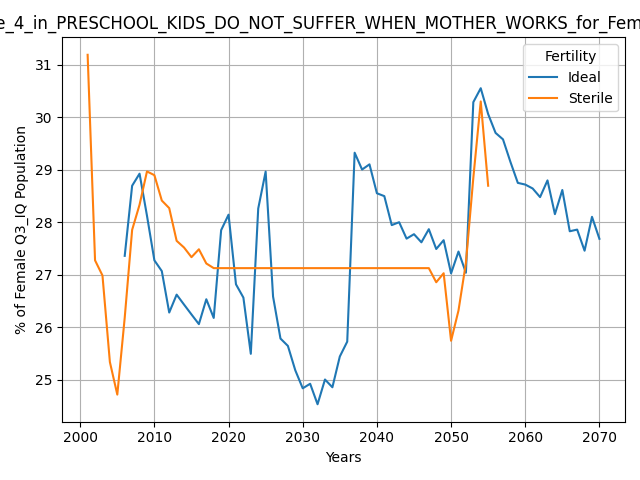 e_4_in_PRESCHOOL_KIDS_DO_NOT_SUFFER_WHEN_MOTHER_WORKS_for_Fem
Fertility
Ideal
Sterile
% of Female Q3_IQ Population
31
30
29
28
27
26
25
2000 2010 2020 2030 2040 2050 2060 2070
Years